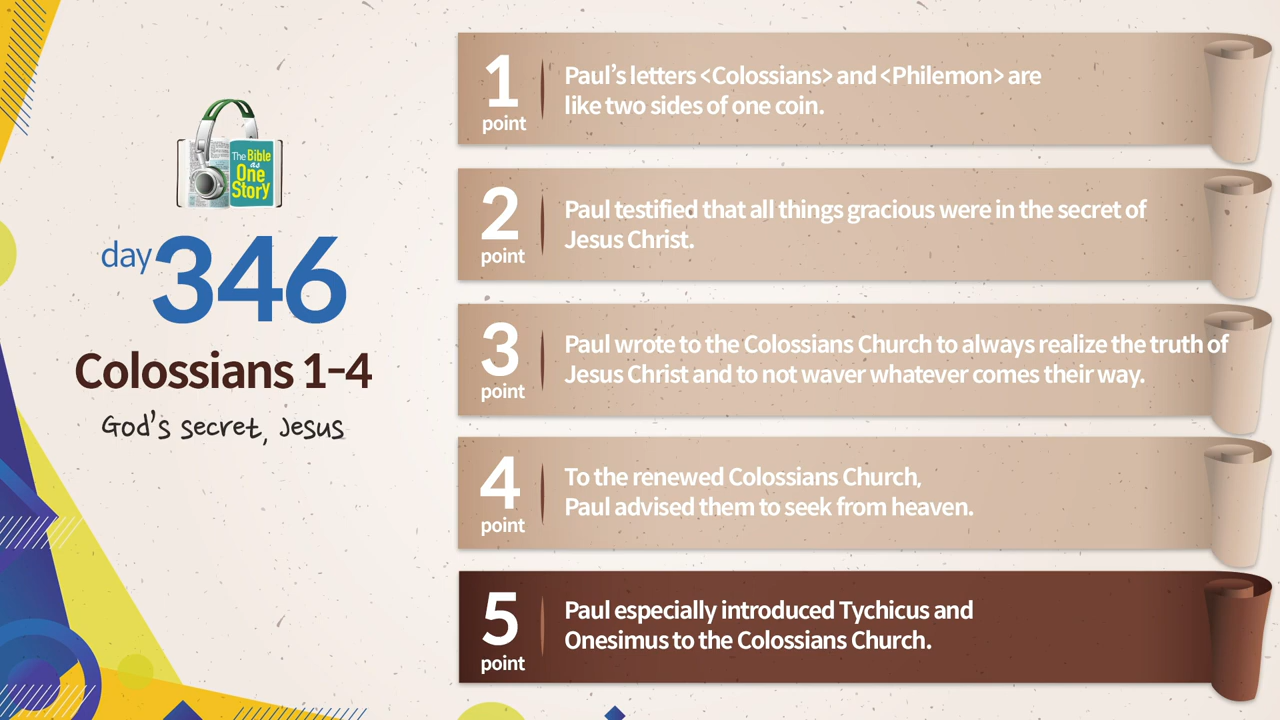 The Bible
as
One
Story
day 346
Colossians 1-4
God's secret, Jesus
1
point
Paul's letters <Colossians> and <Philemon> are
like two sides of one coin.
2
point
Paul testified that all things gracious were in the secret of
Jesus Christ.
3
point
Paul wrote to the Colossians Church to always realize the truth of
Jesus Christ and to not waver whatever comes their way.
4
point
To the renewed Colossians Church,
Paul advised them to seek from heaven.
5
point
Paul especially introduced Tychicus and
Onesimus to the Colossians Church.